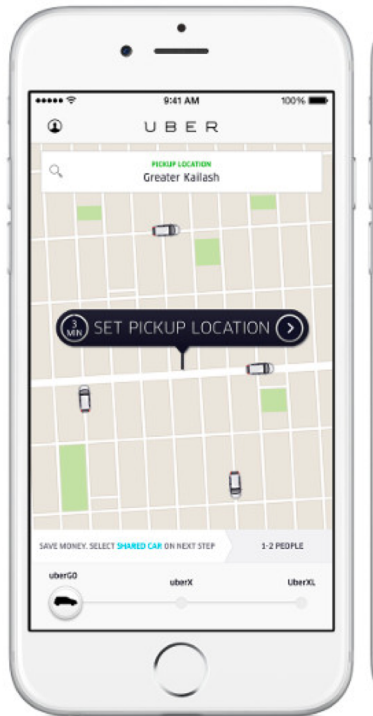 9:41 AM
100%
UBER
PICKUP LOCATION
Greater Kailash
3 MIN
SET PICKUP LOCATION
SAVE MONEY. SELECT SHARED CAR ON NEXT STEP
1-2 PEOPLE
uberGO
uberX
UberXL